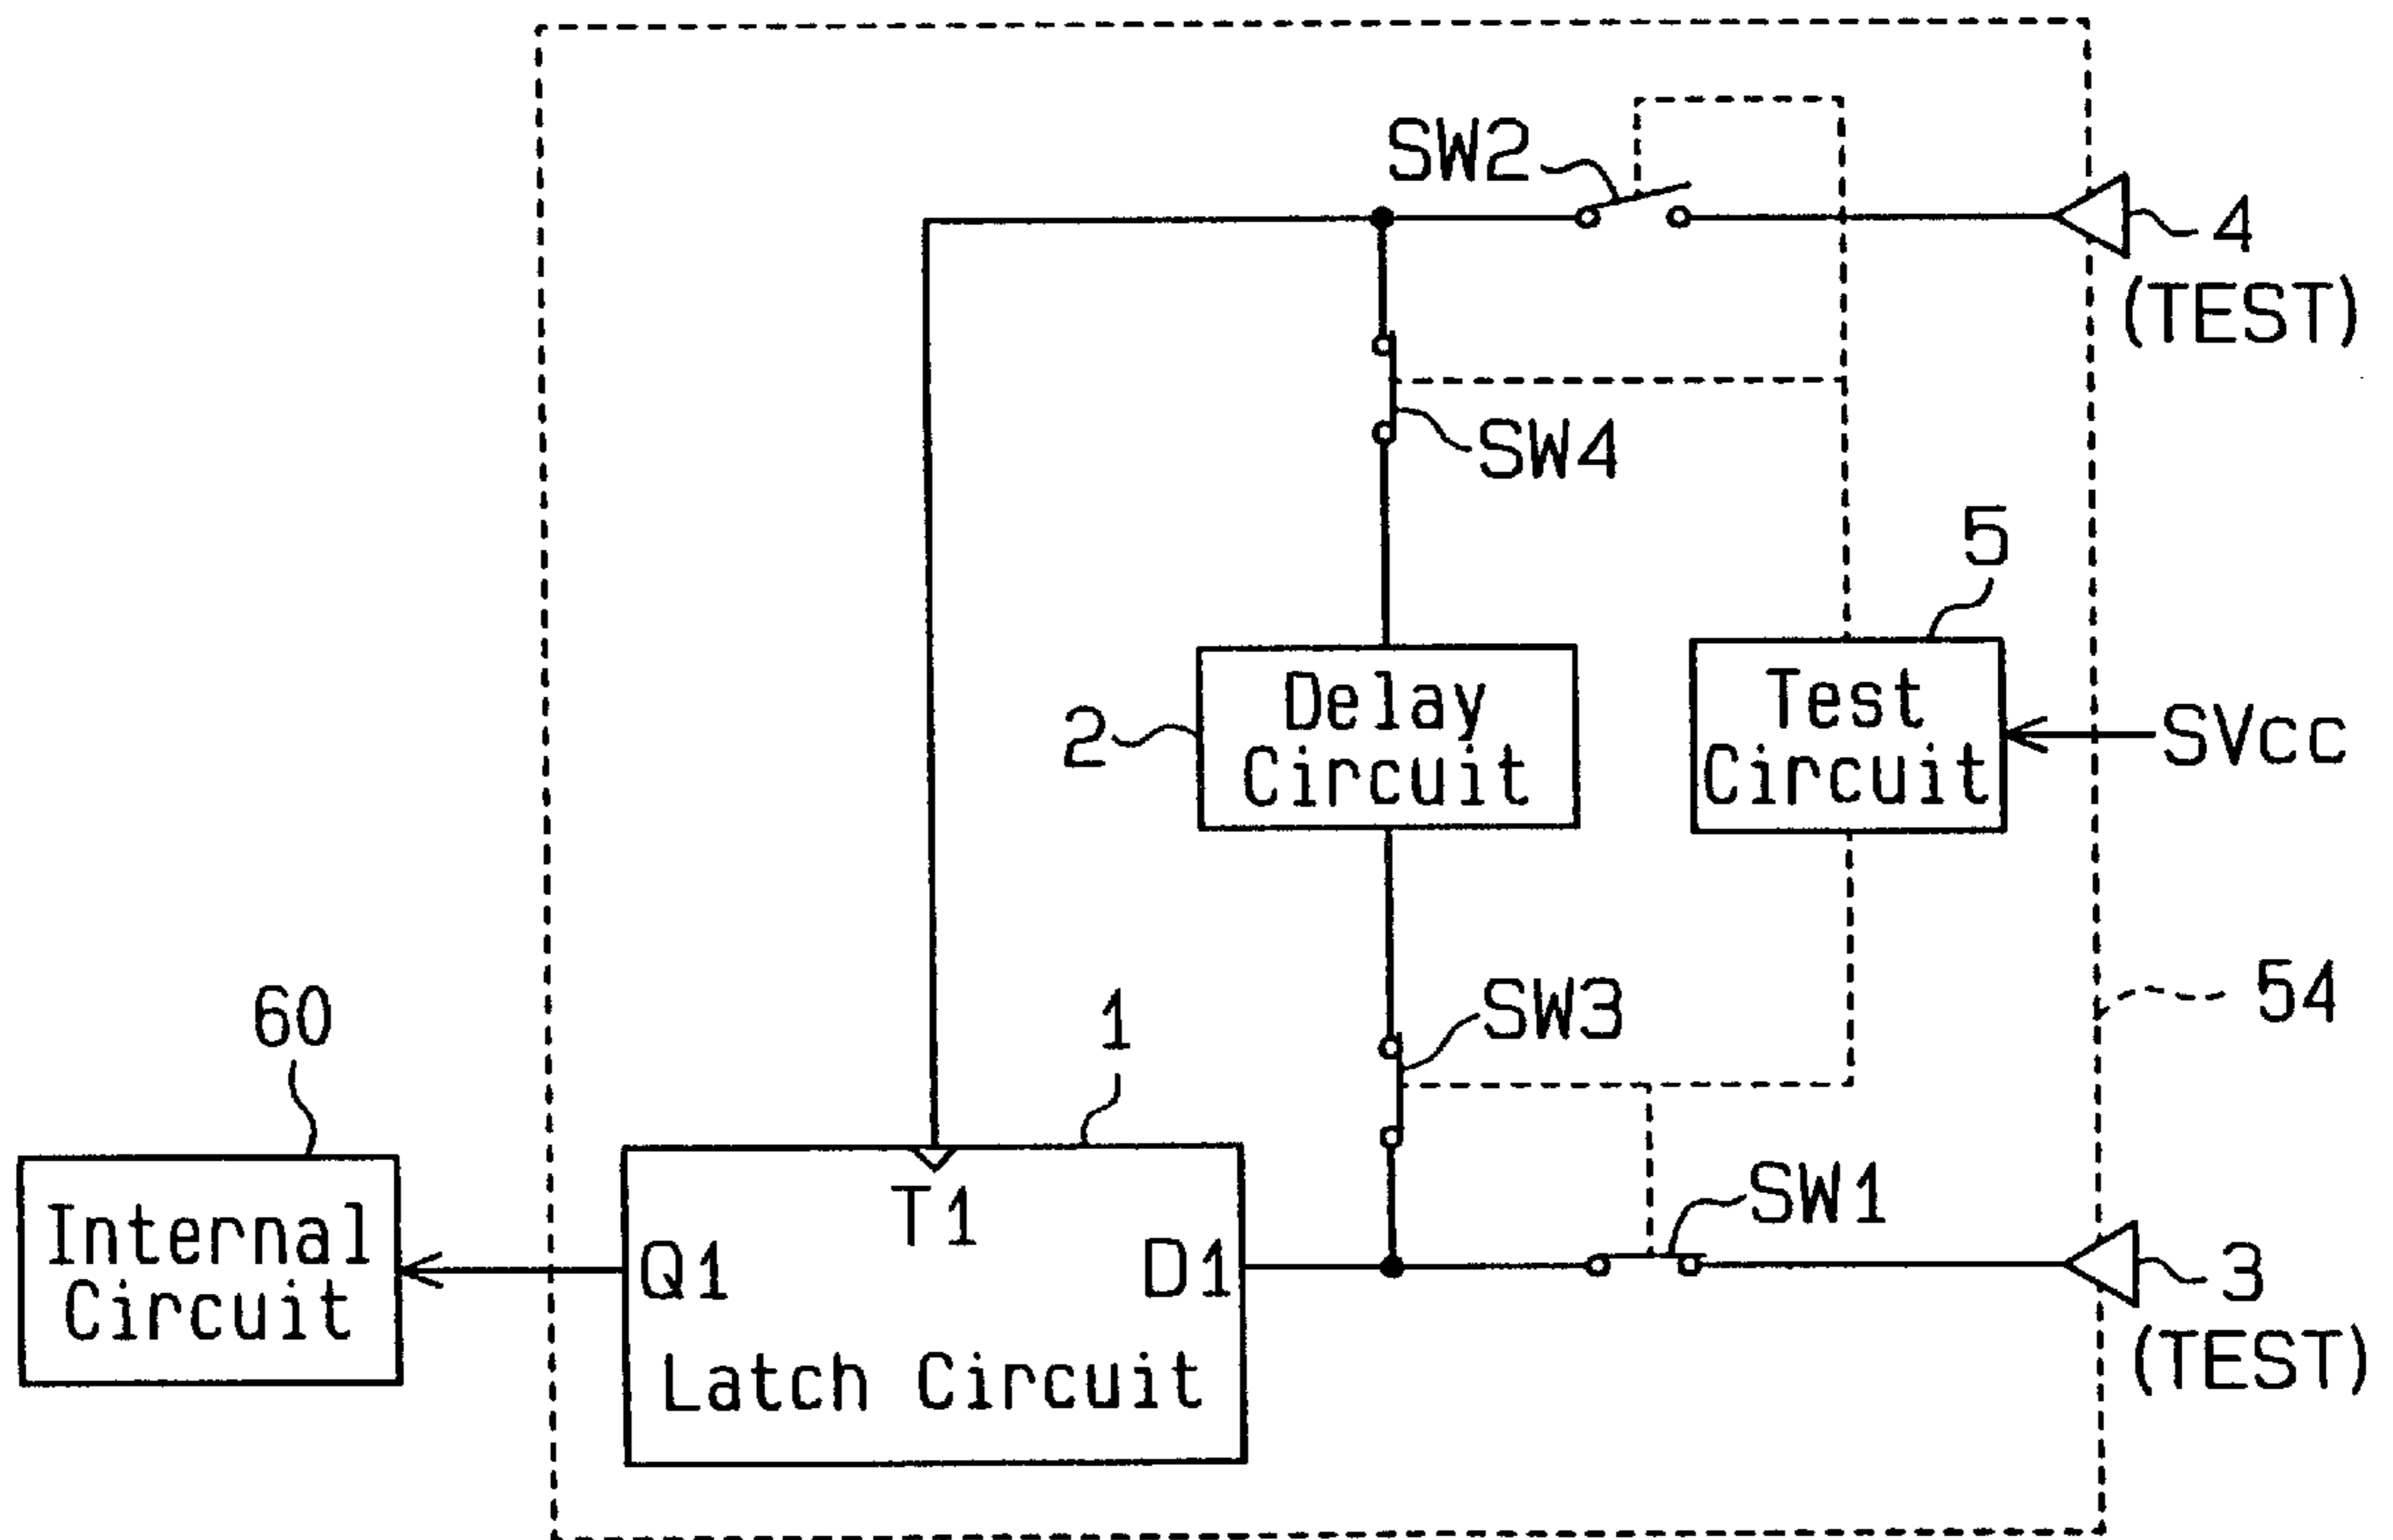 SW2
4
(TEST)
SW4
5
Delay
Circuit
2
Test
Circuit
SVcc
SW3
54
60
1
SW1
Internal
Circuit
T1
Q1
D1
Latch Circuit
3
(TEST)